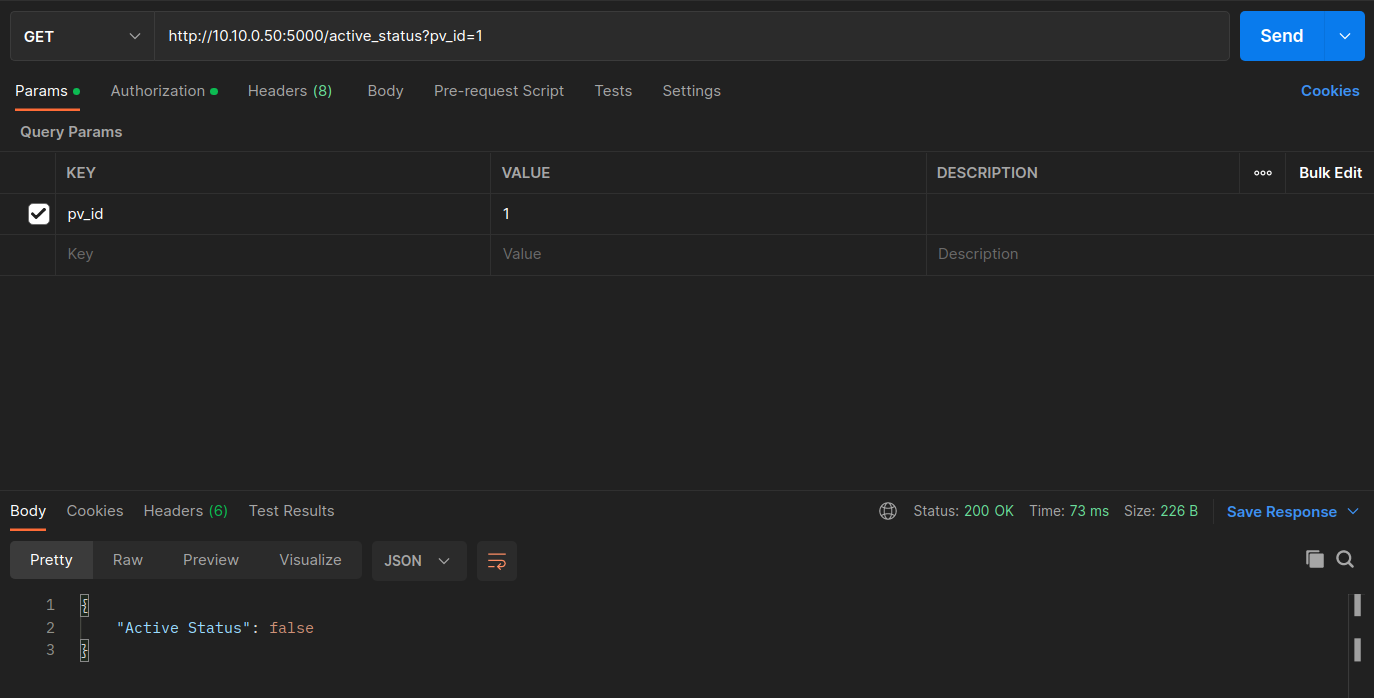 GET http://10.10.0.50:5000/active_status?pv_id=1 Send
Params Authorization Headers (8) Body Pre-request Script Tests Settings Cookies
Query Params
KEY VALUE DESCRIPTION Bulk Edit
pv_id 1
Key Value Description
Body Cookies Headers (6) Test Results Status: 200 OK Time: 73 ms Size: 226 B Save Response
Pretty Raw Preview Visualize JSON
1 {
2 "Active Status": false
3 }